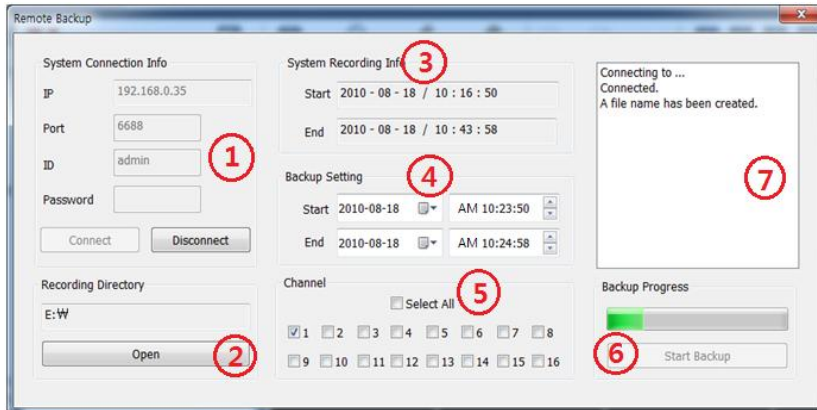 Remote Backup
System Connection Info
IP 192.168.0.35
Port 6688
ID admin
Password
Connect Disconnect
Recording Directory
E:₩
Open
2
1
System Recording Info
3
Start 2010 - 08 - 18 / 10 : 16 : 50
End 2010 - 08 - 18 / 10 : 43 : 58
Backup Setting
4
Start 2010-08-18 AM 10:23:50
End 2010-08-18 AM 10:24:58
Channel
Select All
5
1 2 3 4 5 6 7 8
9 10 11 12 13 14 15 16
Connecting to ...
Connected.
A file name has been created.
7
Backup Progress
6
Start Backup